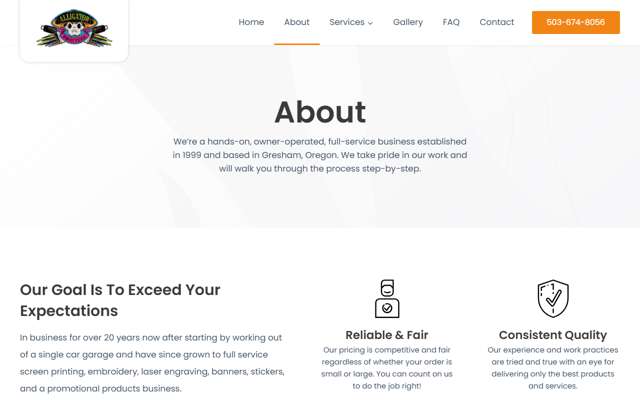 ALLIGATOR
Home
About
Services
Gallery
FAQ
Contact
503-674-8056
About
We're a hands-on, owner-operated, full-service business established
in 1999 and based in Gresham, Oregon. We take pride in our work and
will walk you through the process step-by-step.
Our Goal Is To Exceed Your
Expectations
In business for over 20 years now after starting by working out
of a single car garage and have since grown to full service
screen printing, embroidery, laser engraving, banners, stickers,
and a promotional products business.
Reliable & Fair
Our pricing is competitive and fair
regardless of whether your order is
small or large. You can count on us
to do the job right!
Consistent Quality
Our experience and work practices
are tried and true with an eye for
delivering only the best products
and services.